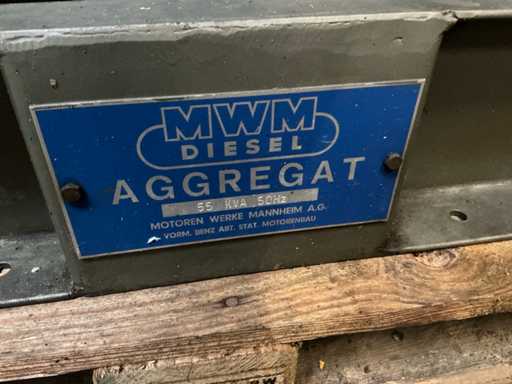 MWM
DIESEL
AGGREGAT
55 KVA 50Hz
MOTOREN WERKE MANNHEIM A.G.
VORM. BENZ ABT. STAT. MOTORENBAU